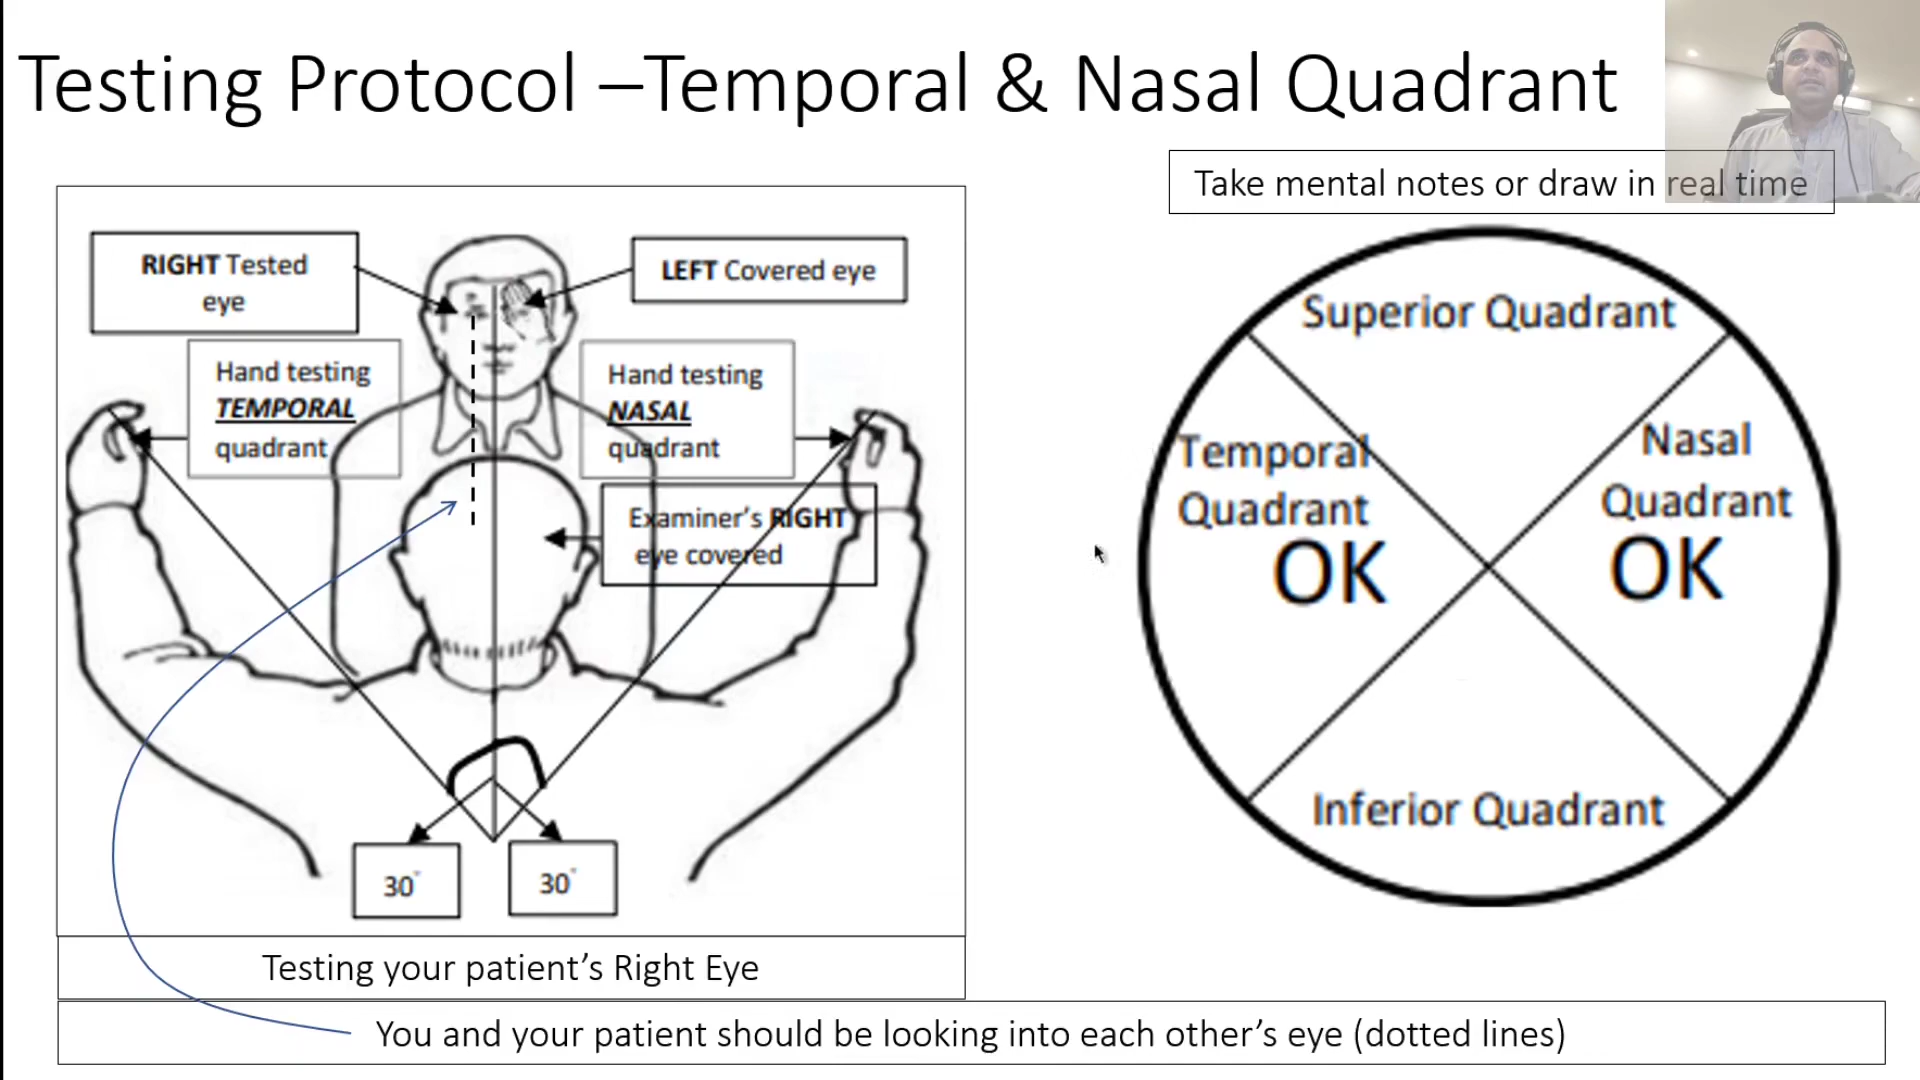 Testing Protocol –Temporal & Nasal Quadrant
Take mental notes or draw in real time
RIGHT Tested
eye
LEFT Covered eye
Hand testing
TEMPORAL
quadrant
Hand testing
NASAL
quadrant
Examiner's RIGHT
eye covered
30°
30°
Testing your patient's Right Eye
You and your patient should be looking into each other's eye (dotted lines)
Superior Quadrant
Temporal
Quadrant
OK
Nasal
Quadrant
OK
Inferior Quadrant